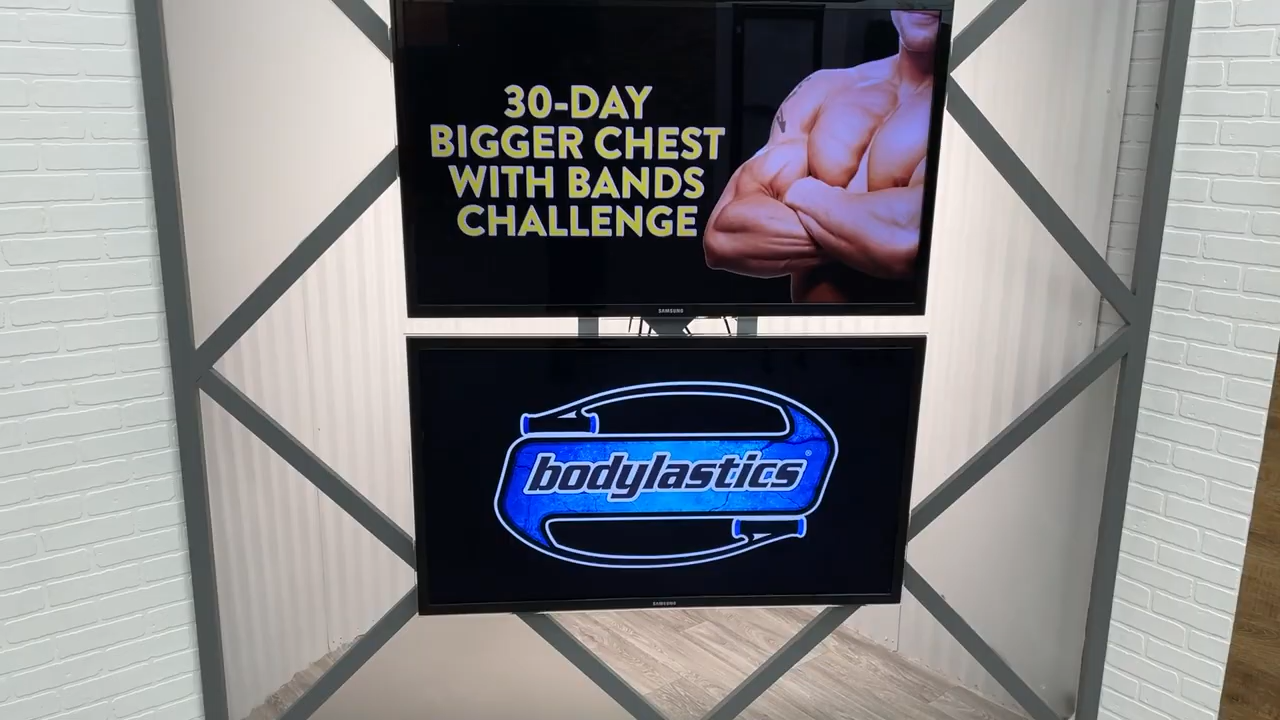 30-DAY
BIGGER CHEST
WITH BANDS
CHALLENGE
SAMSUNG
bodylastics®
SAMSUNG